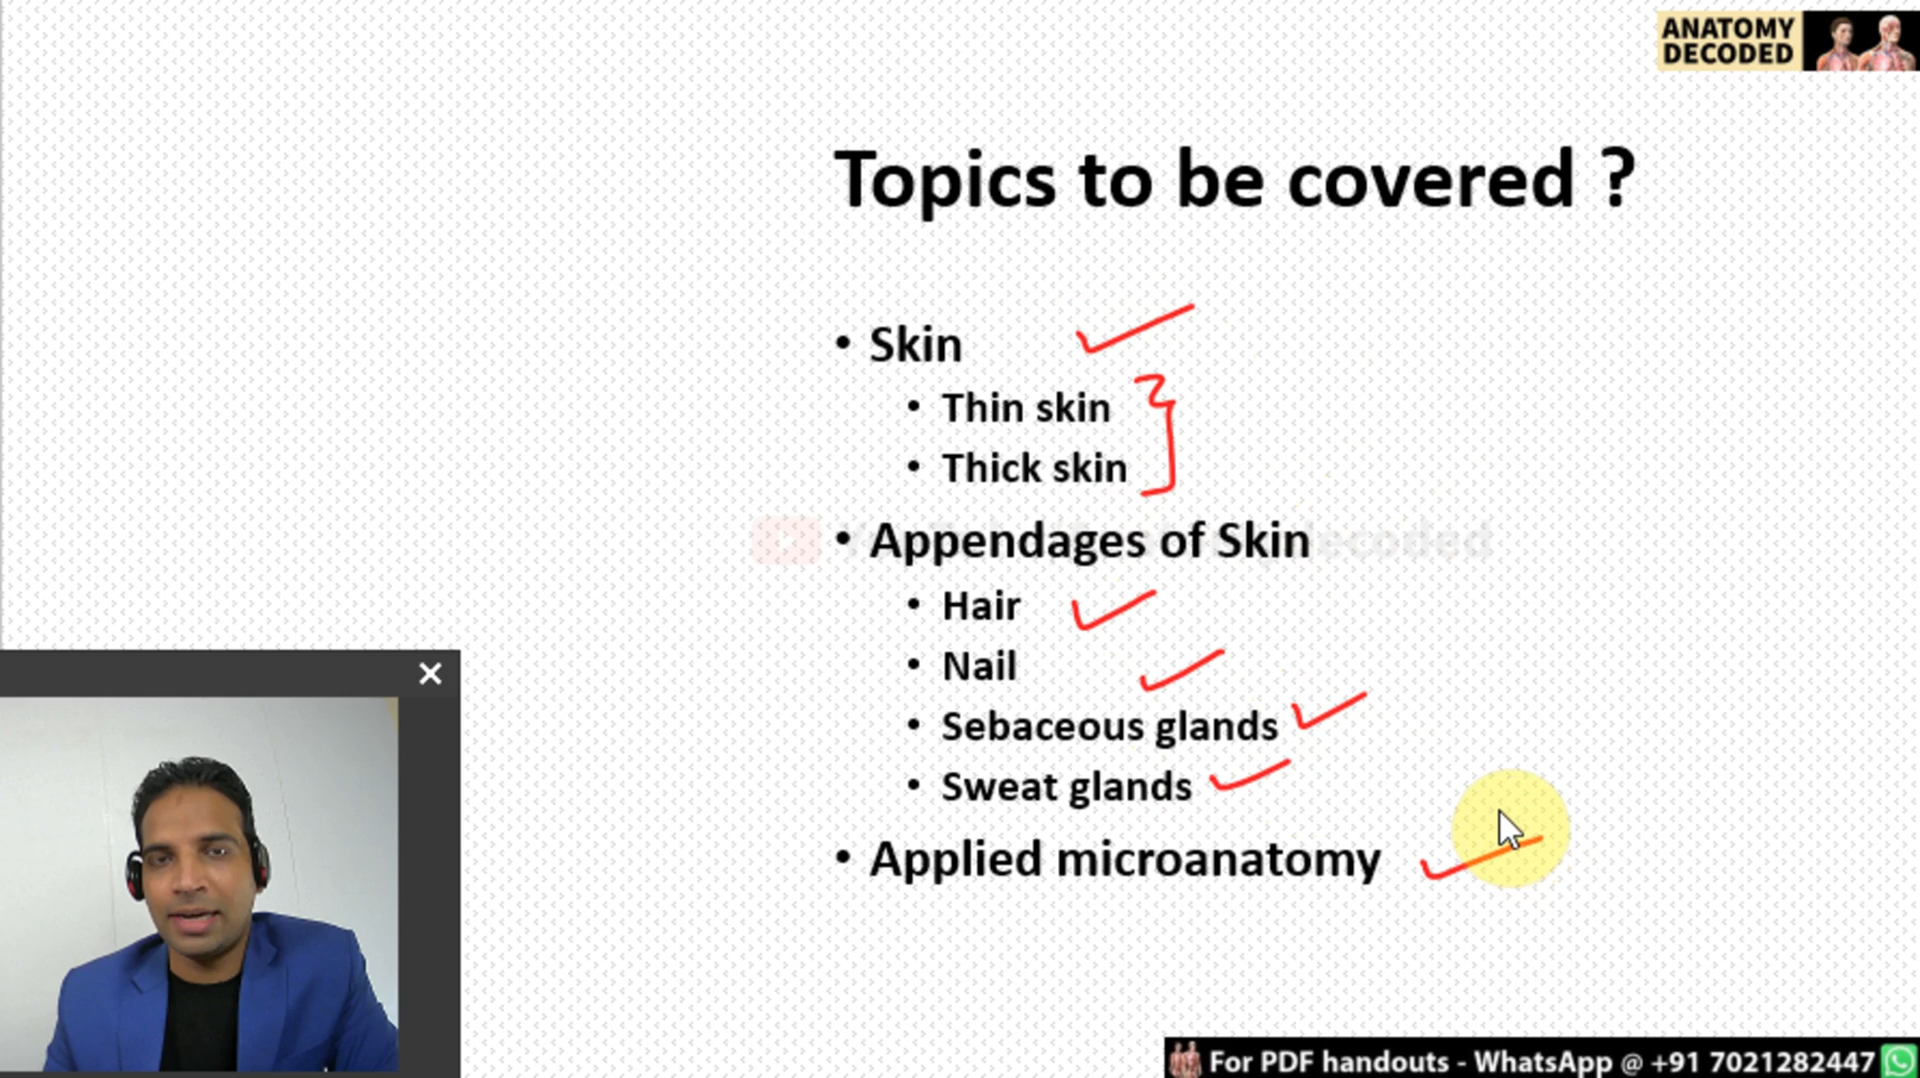 ANATOMY
DECODED
Topics to be covered ?
• Skin
• Thin skin
• Thick skin
• Appendages of Skin
• Hair
• Nail
• Sebaceous glands
• Sweat glands
• Applied microanatomy
For PDF handouts - WhatsApp @ +91 7021282447